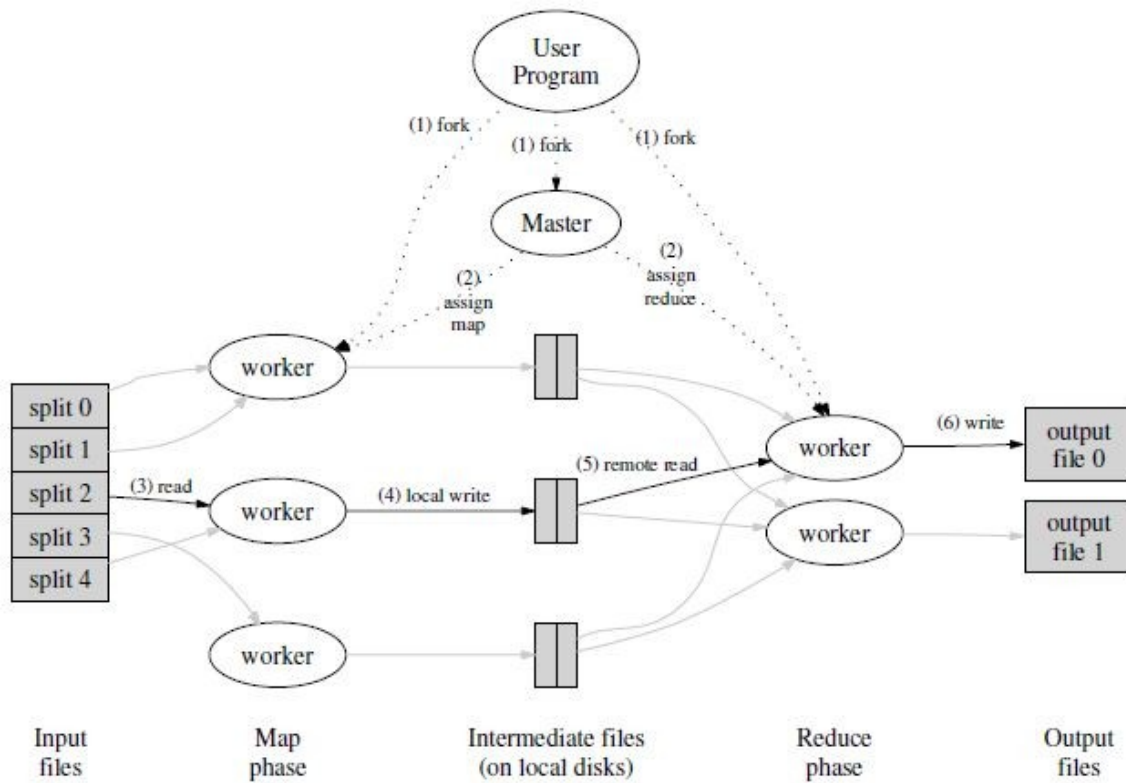 User
Program
(1) fork
(1) fork
(1) fork
Master
(2)
assign
map
(2)
assign
reduce
worker
split 0
split 1
split 2
split 3
split 4
(3) read
worker
(4) local write
worker
(5) remote read
worker
(6) write
output
file 0
worker
output
file 1
Input
files
Map
phase
Intermediate files
(on local disks)
Reduce
phase
Output
files